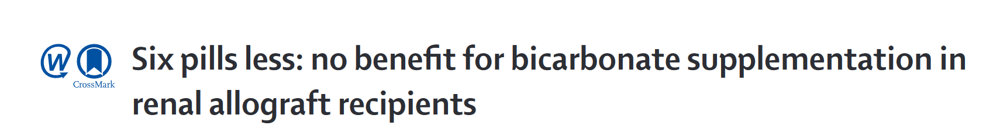 W
CrossMark
Six pills less: no benefit for bicarbonate supplementation in
renal allograft recipients